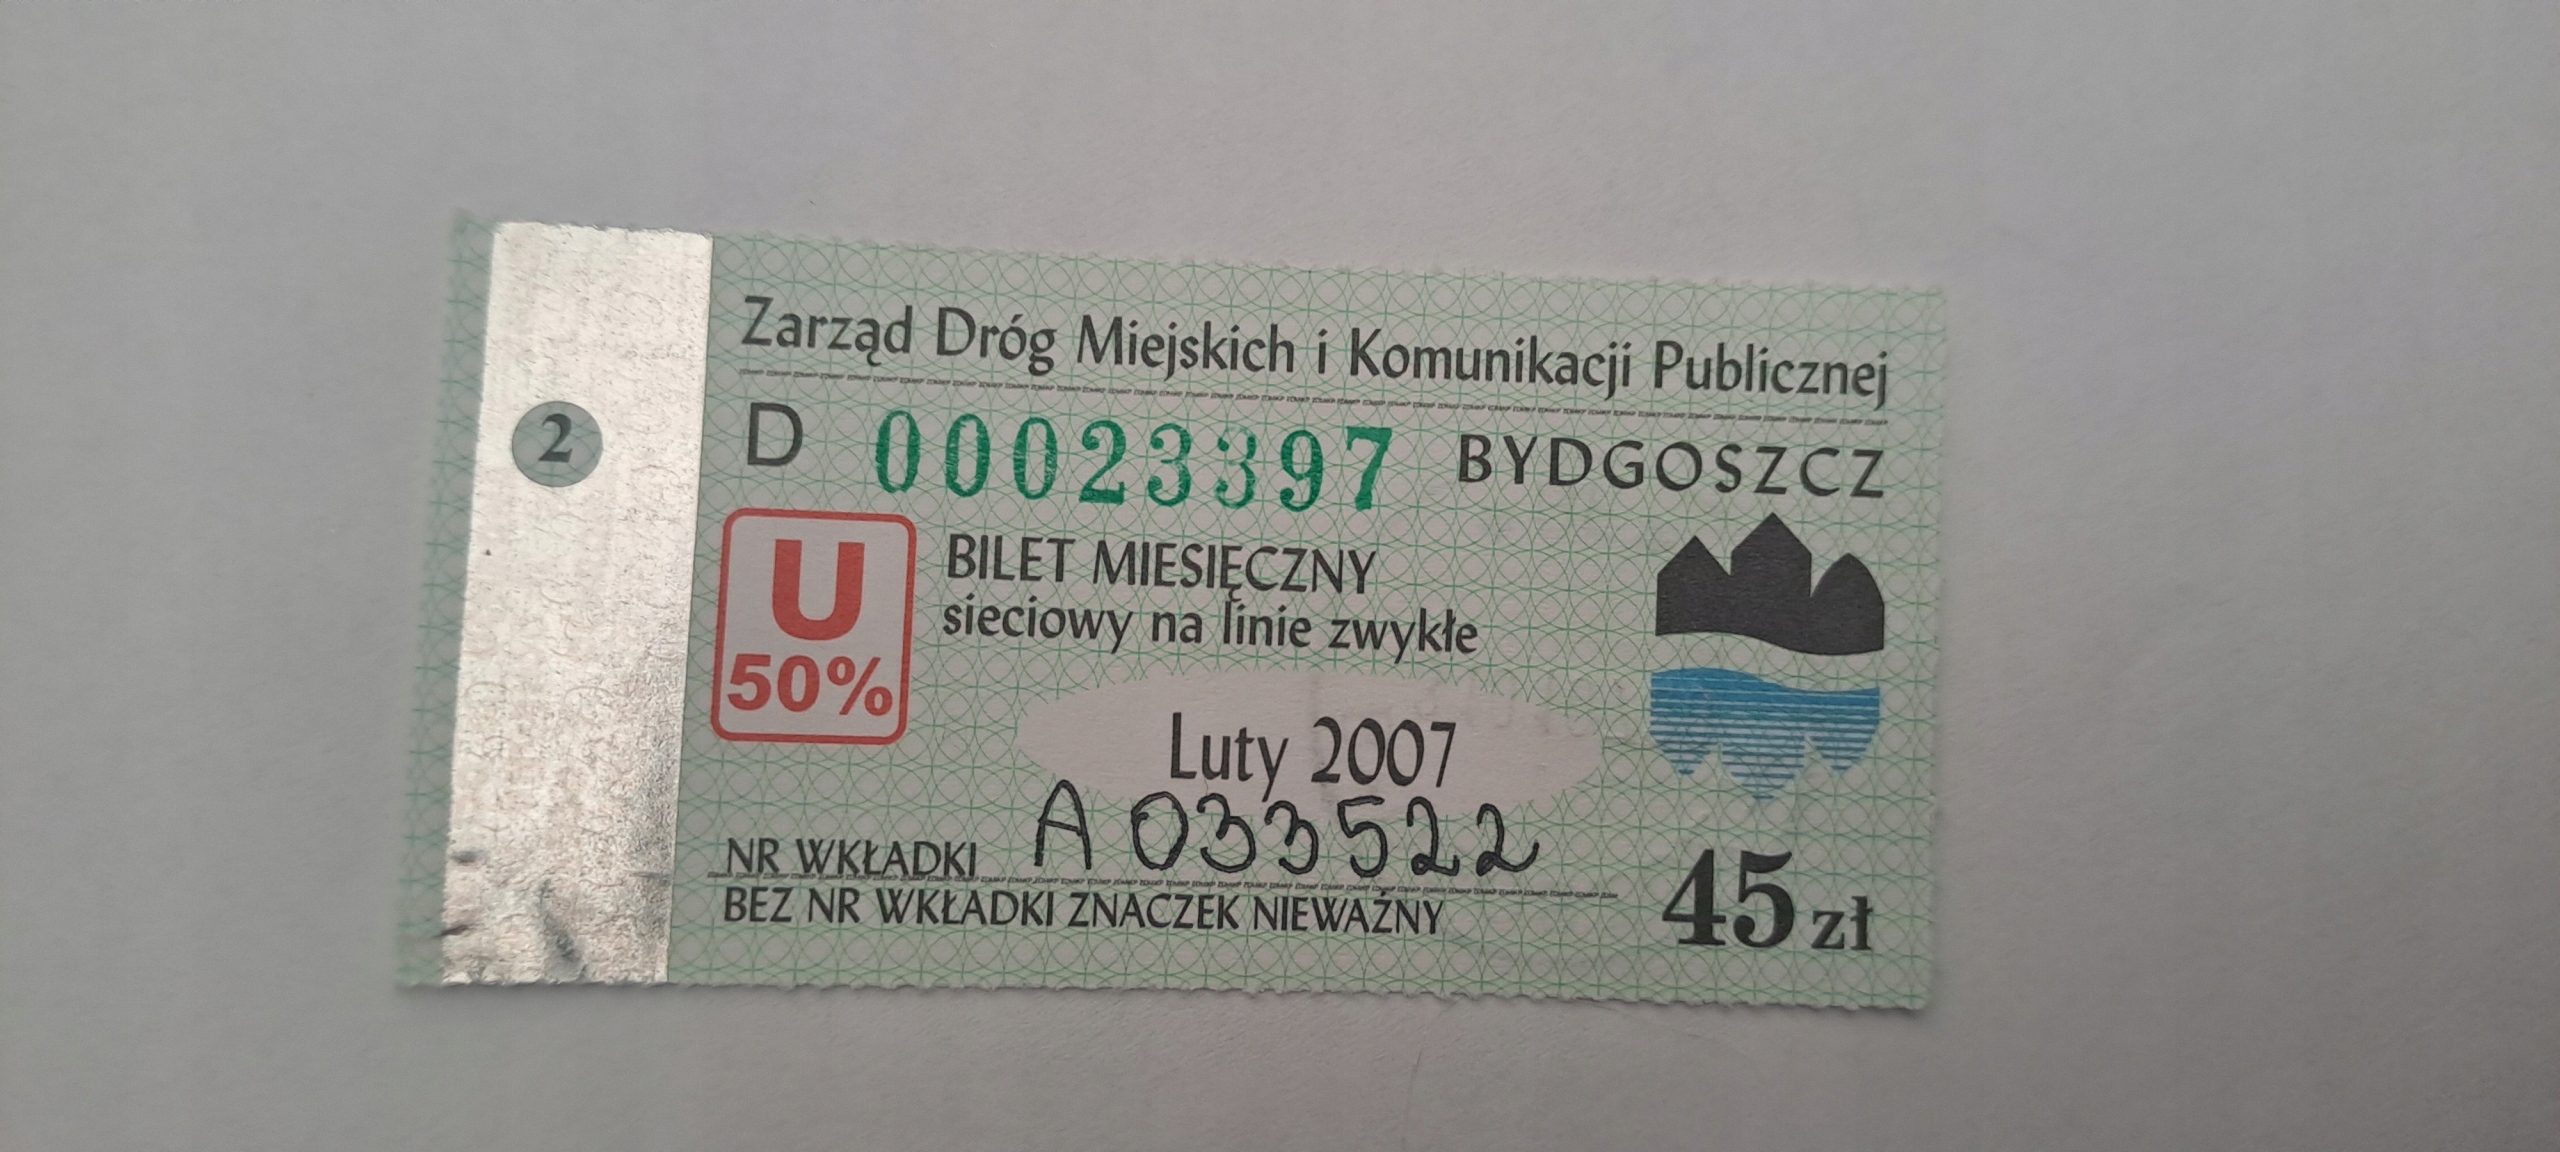 2
Zarząd Dróg Miejskich i Komunikacji Publicznej
D 00023397 BYDGOSZCZ
U
50%
BILET MIESIĘCZNY
sieciowy na linie zwykłe
Luty 2007
NR WKŁADKI A 033522
BEZ NR WKŁADKI ZNACZEK NIEWAŻNY
45 zł